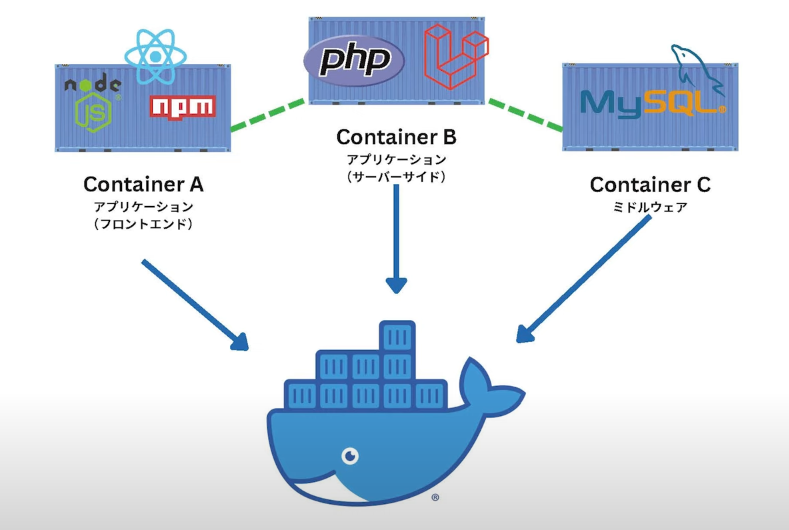 node
JS
npm
php
MySQL®
Container A
アプリケーション
（フロントエンド）
Container B
アプリケーション
（サーバーサイド）
Container C
ミドルウェア
®